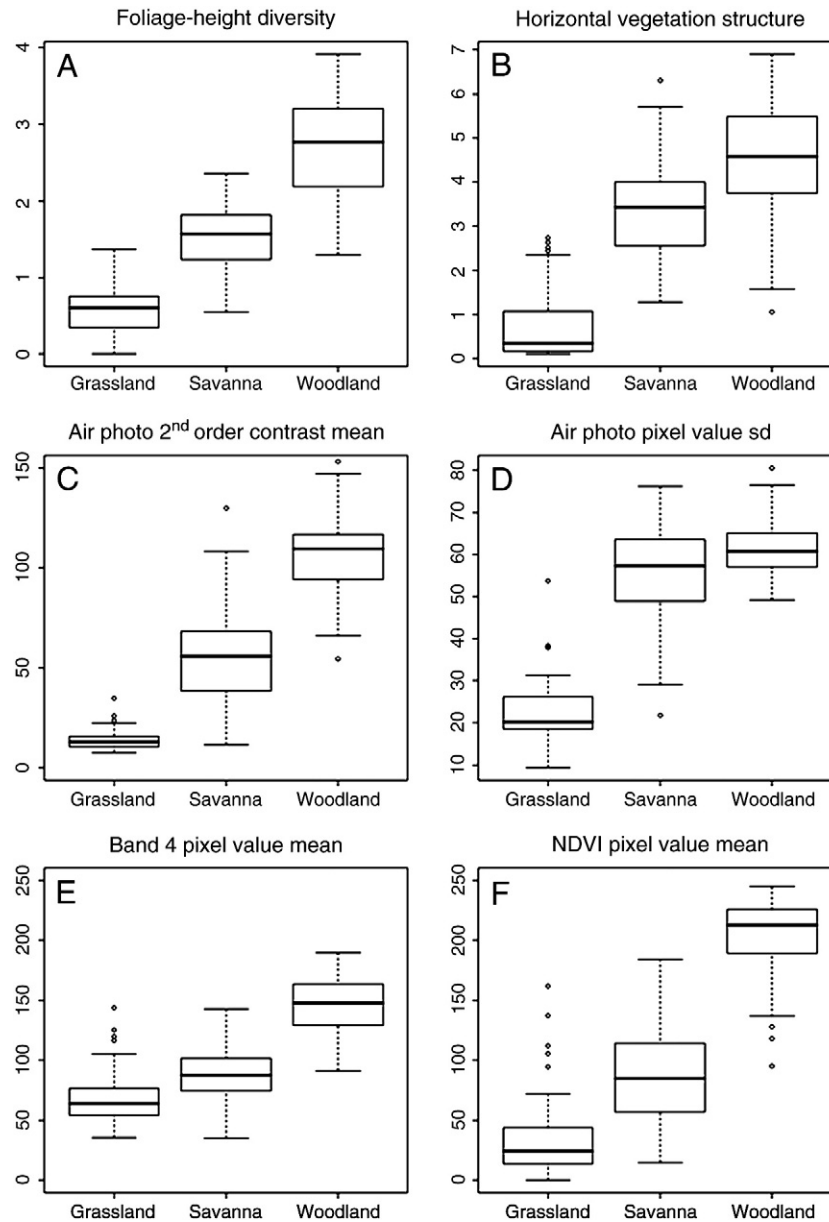 Foliage-height diversity
A
4
3
2
1
0
Grassland Savanna Woodland
Horizontal vegetation structure
B
7
6
5
4
3
2
1
0
Grassland Savanna Woodland
Air photo 2nd order contrast mean
C
150
100
50
0
Grassland Savanna Woodland
Air photo pixel value sd
D
80
70
60
50
40
30
20
10
Grassland Savanna Woodland
Band 4 pixel value mean
E
250
200
150
100
50
0
Grassland Savanna Woodland
NDVI pixel value mean
F
250
200
150
100
50
0
Grassland Savanna Woodland